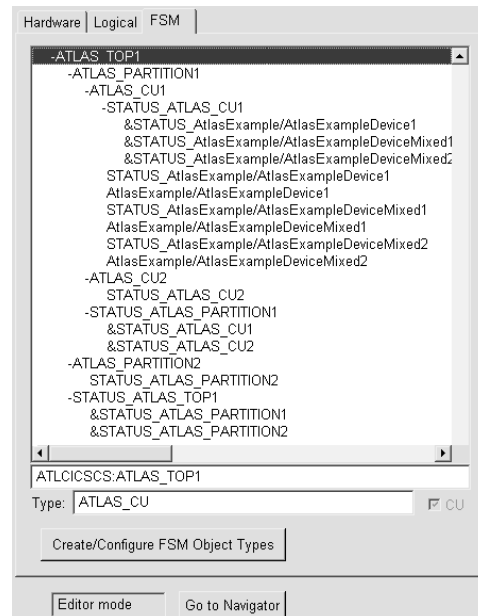 Hardware Logical FSM
-ATLAS_TOP1
-ATLAS_PARTITION1
-ATLAS_CU1
-STATUS_ATLAS_CU1
&STATUS_AtlasExample/AtlasExampleDevice1
&STATUS_AtlasExample/AtlasExampleDeviceMixed1
&STATUS_AtlasExample/AtlasExampleDeviceMixed2
STATUS_AtlasExample/AtlasExampleDevice1
AtlasExample/AtlasExampleDevice1
STATUS_AtlasExample/AtlasExampleDeviceMixed1
AtlasExample/AtlasExampleDeviceMixed1
STATUS_AtlasExample/AtlasExampleDeviceMixed2
AtlasExample/AtlasExampleDeviceMixed2
-ATLAS_CU2
STATUS_ATLAS_CU2
-STATUS_ATLAS_PARTITION1
&STATUS_ATLAS_CU1
&STATUS_ATLAS_CU2
-ATLAS_PARTITION2
STATUS_ATLAS_PARTITION2
-STATUS_ATLAS_TOP1
&STATUS_ATLAS_PARTITION1
&STATUS_ATLAS_PARTITION2
ATLCICSCS:ATLAS_TOP1
Type: ATLAS_CU CU
Create/Configure FSM Object Types
Editor mode Go to Navigator